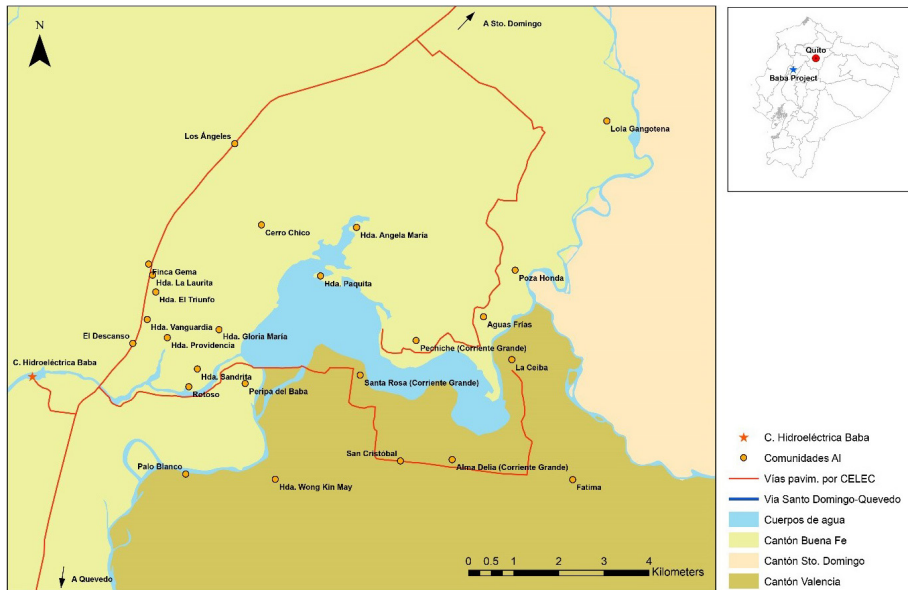 N
A Sto. Domingo
Los Ángeles
Lola Gangotena
Cerro Chico
Hda. Angela María
Finca Gema
Hda. La Laurita
Hda. Paquita
Poza Honda
Hda. El Triunfo
Hda. Vanguardia
Aguas Frías
El Descanso
Hda. Gloria María
Hda. Providencia
Pechiche (Corriente Grande)
C. Hidroeléctrica Baba
La Ceiba
Hda. Sandrita
Santa Rosa (Corriente Grande)
Rotoso
Peripa del Baba
San Cristóbal
Palo Blanco
Alma Delia (Corriente Grande)
Hda. Wong Kin May
Fatima
A Quevedo
0 0.5 1 2 3 4
Kilometers
Quito
Baba Project
C. Hidroeléctrica Baba
Comunidades AI
Vías pavim. por CELEC
Via Santo Domingo-Quevedo
Cuerpos de agua
Cantón Buena Fe
Cantón Sto. Domingo
Cantón Valencia